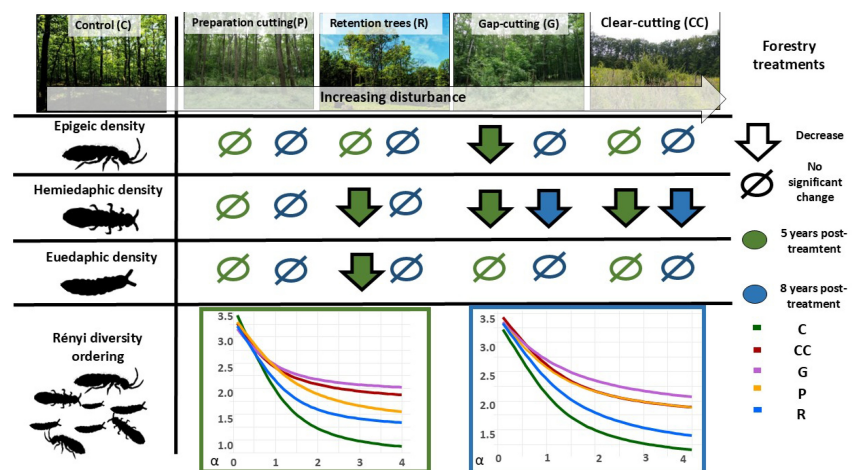 Control (C)
Preparation cutting(P)
Retention trees (R)
Gap-cutting (G)
Clear-cutting (CC)
Forestry
treatments
Increasing disturbance
Epigeic density
Decrease
No
significant
change
Hemiedaphic density
5 years post-
treamtent
Euedaphic density
8 years post-
treatment
Rényi diversity
ordering
3.5
3.0
2.5
2.0
1.5
1.0
α
0
1
2
3
4
3.5
3.0
2.5
2.0
1.5
α
0
1
2
3
4
C
CC
G
P
R